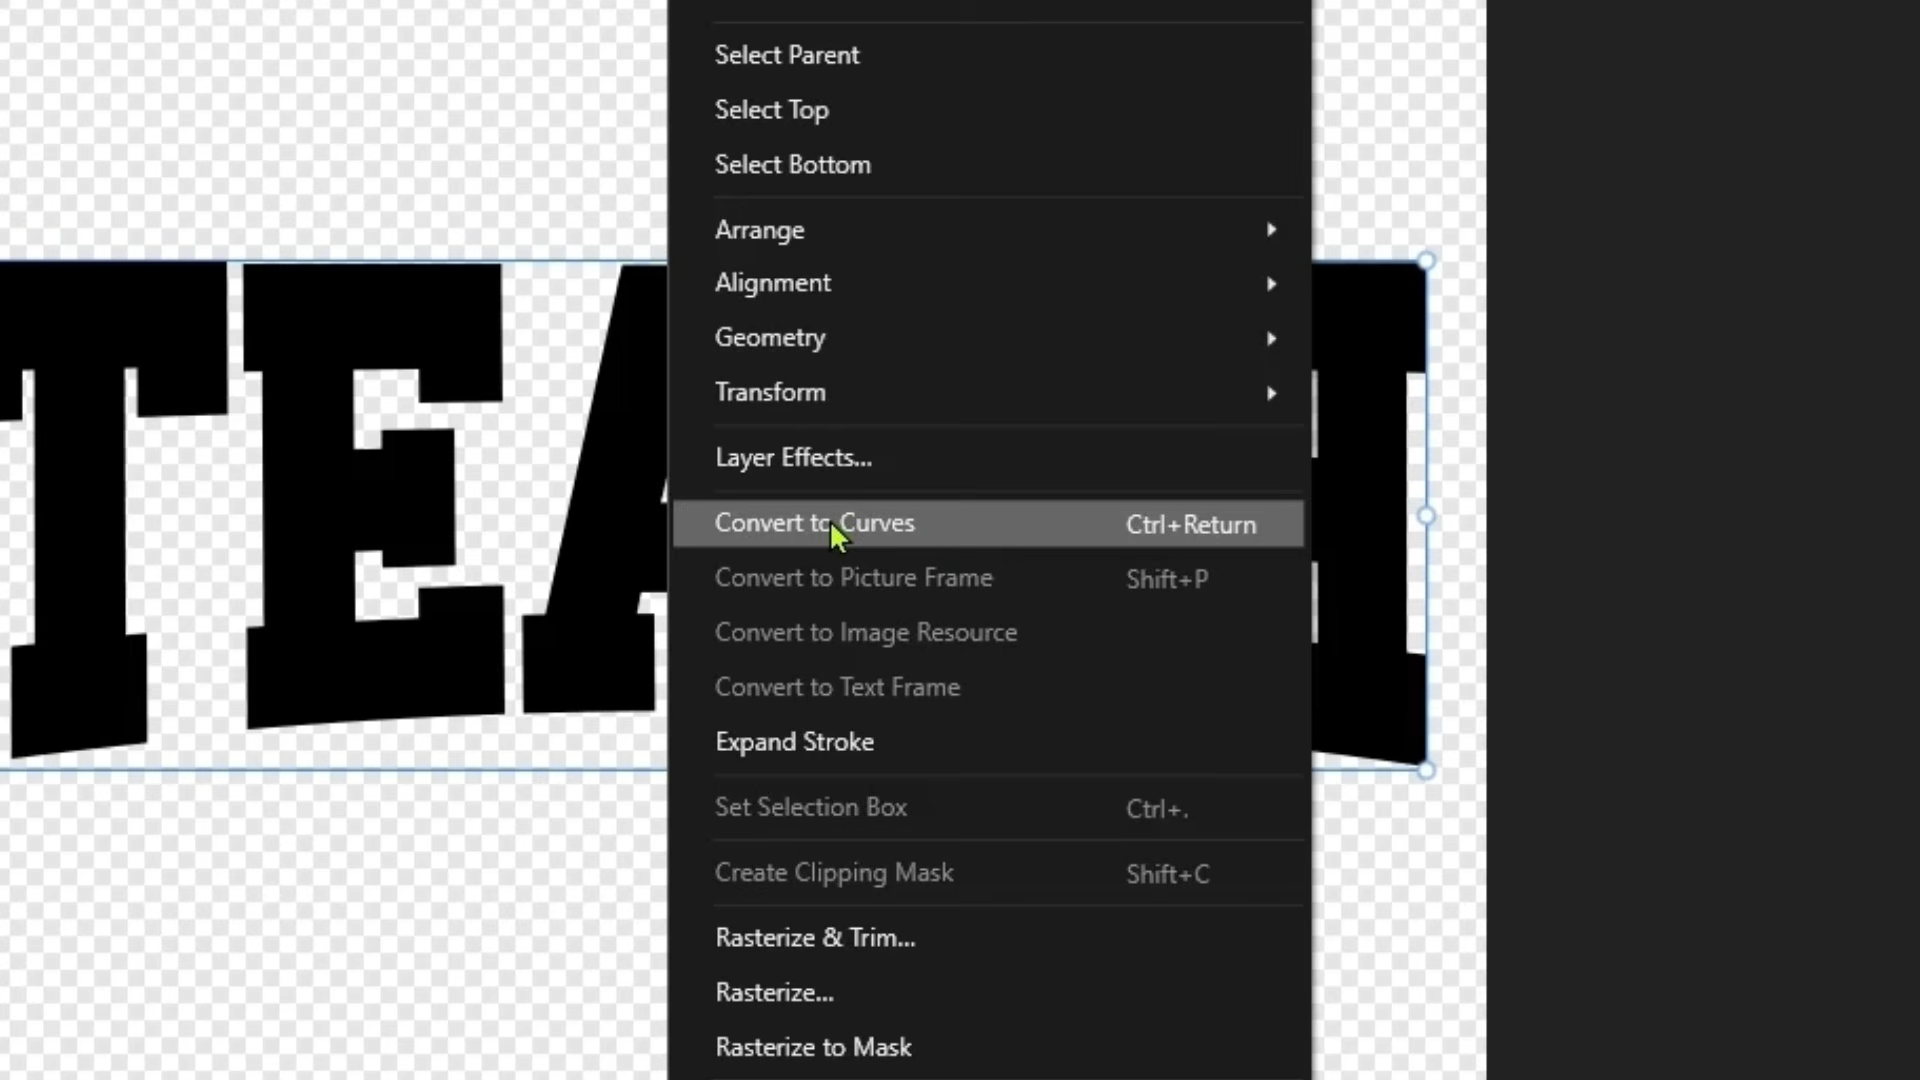 Select Parent
Select Top
Select Bottom
Arrange
Alignment
Geometry
Transform
Layer Effects...
Convert to Curves Ctrl+Return
Convert to Picture Frame Shift+P
Convert to Image Resource
Convert to Text Frame
Expand Stroke
Set Selection Box Ctrl+.
Create Clipping Mask Shift+C
Rasterize & Trim...
Rasterize...
Rasterize to Mask
TEA